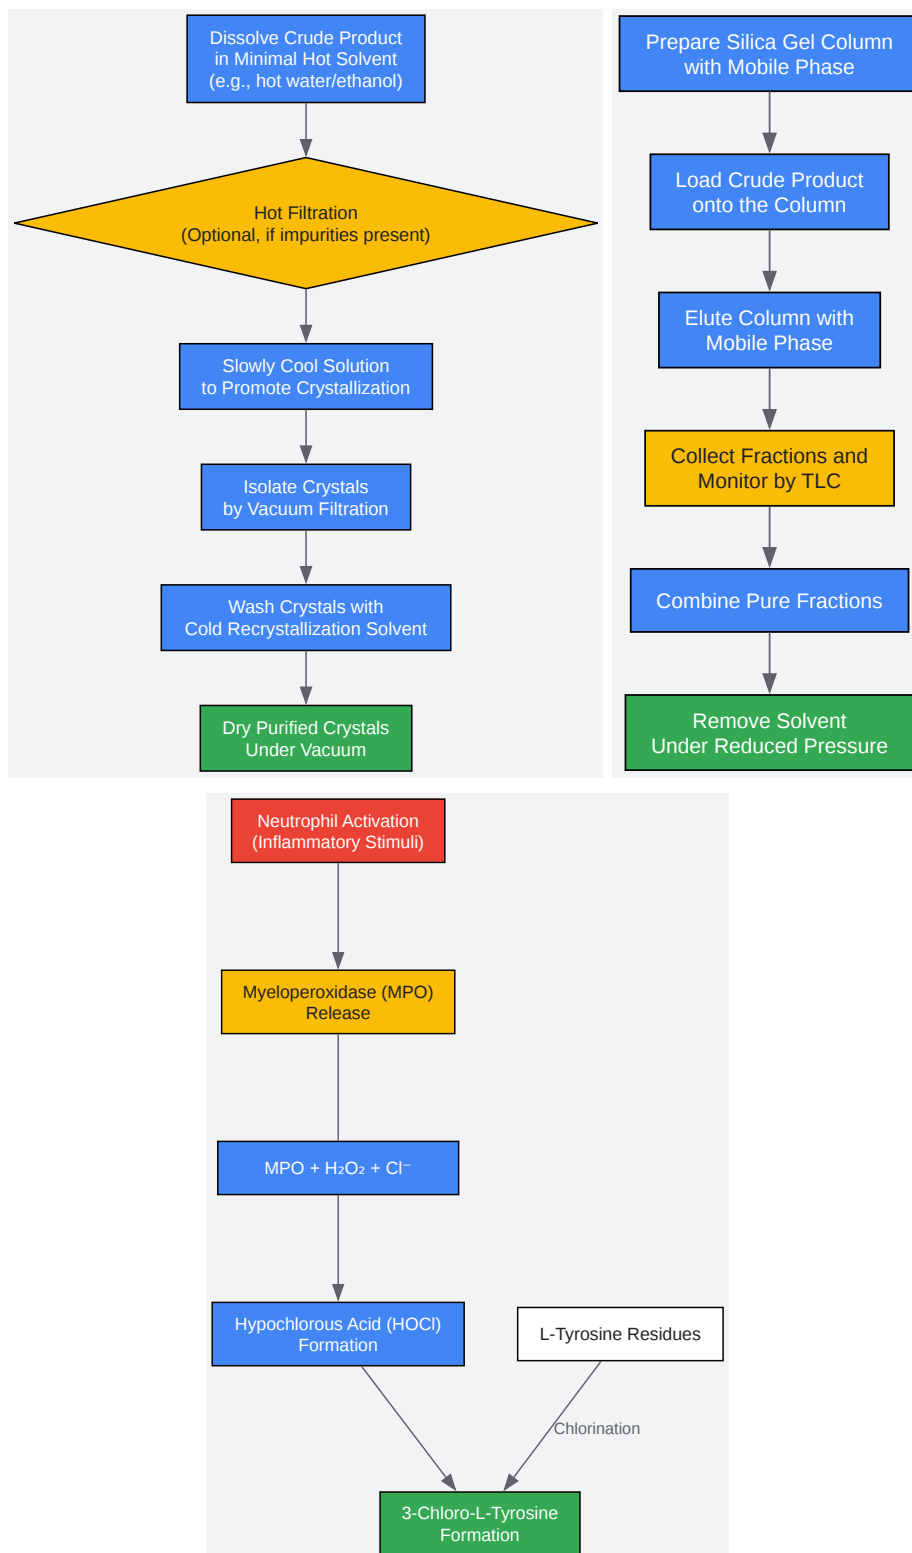 Dissolve Crude Product
in Minimal Hot Solvent
(e.g., hot water/ethanol)
Hot Filtration
(Optional, if impurities present)
Slowly Cool Solution
to Promote Crystallization
Isolate Crystals
by Vacuum Filtration
Wash Crystals with
Cold Recrystallization Solvent
Dry Purified Crystals
Under Vacuum
Prepare Silica Gel Column
with Mobile Phase
Load Crude Product
onto the Column
Elute Column with
Mobile Phase
Collect Fractions and
Monitor by TLC
Combine Pure Fractions
Remove Solvent
Under Reduced Pressure
Neutrophil Activation
(Inflammatory Stimuli)
Myeloperoxidase (MPO)
Release
MPO + H₂O₂ + Cl⁻
Hypochlorous Acid (HOCl)
Formation
L-Tyrosine Residues
Chlorination
3-Chloro-L-Tyrosine
Formation